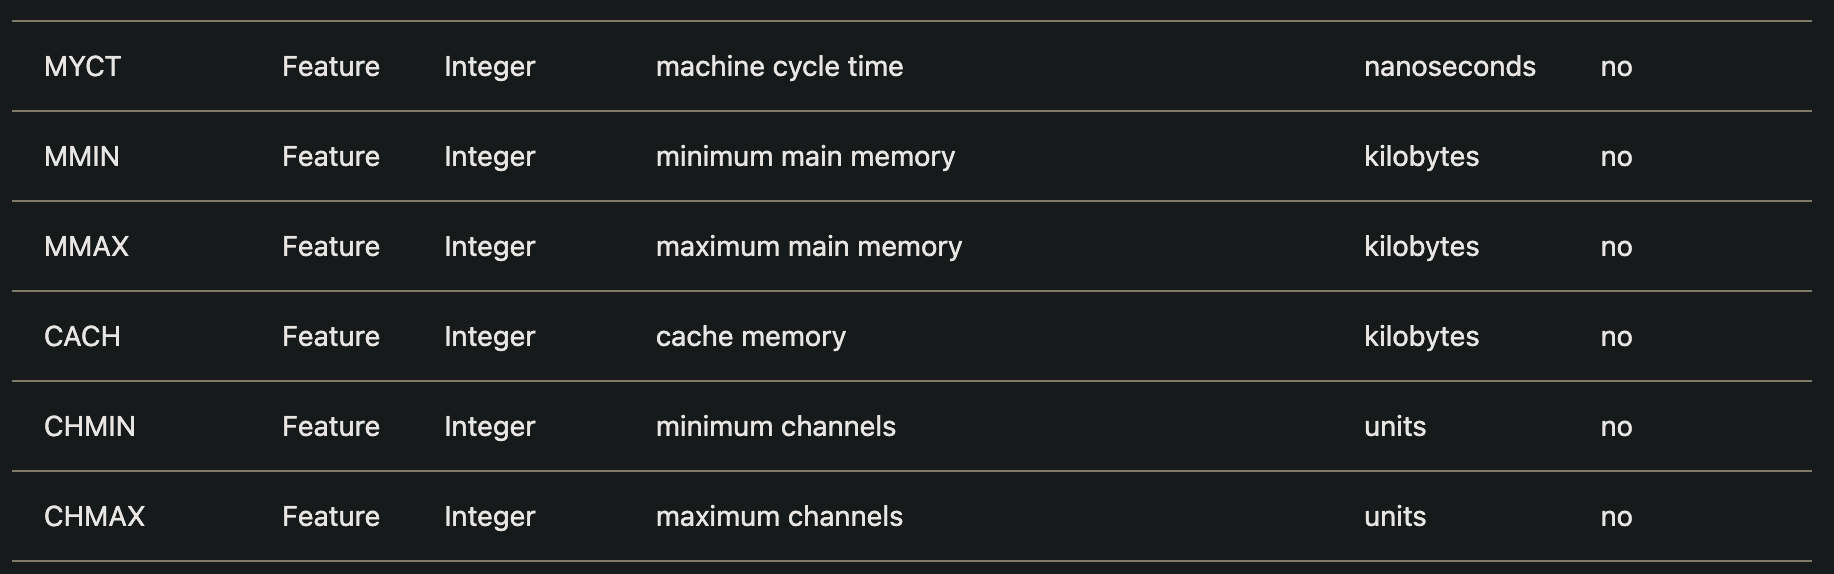 MYCT Feature Integer machine cycle time nanoseconds no
MMIN Feature Integer minimum main memory kilobytes no
MMAX Feature Integer maximum main memory kilobytes no
CACH Feature Integer cache memory kilobytes no
CHMIN Feature Integer minimum channels units no
CHMAX Feature Integer maximum channels units no